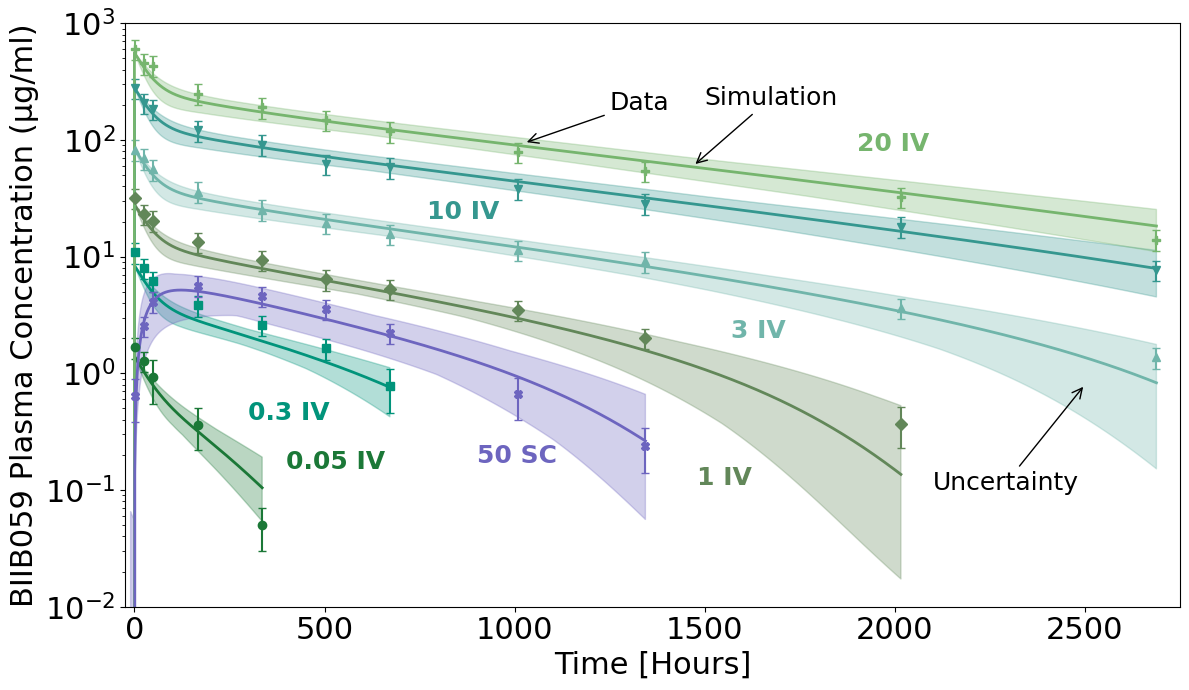 BIIB059 Plasma Concentration (μg/ml)
10³
10²
10¹
10⁰
10⁻¹
10⁻²
Data
Simulation
20 IV
10 IV
3 IV
0.3 IV
0.05 IV
50 SC
1 IV
Uncertainty
0 500 1000 1500 2000 2500
Time [Hours]